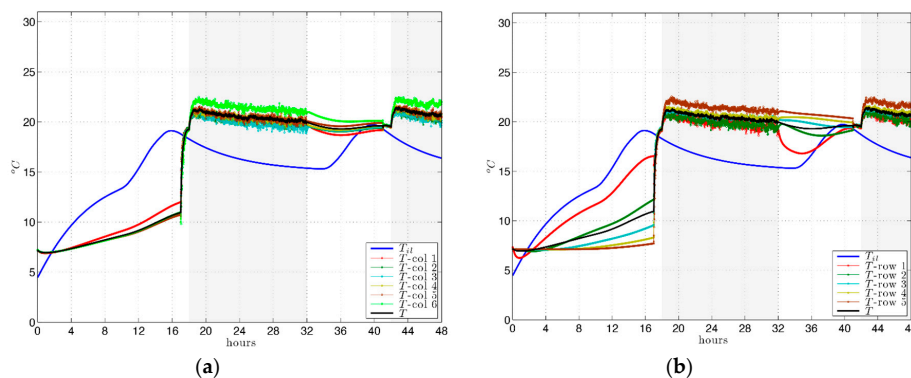 30
25
20
15
10
5
0
°C
0 4 8 12 16 20 24 28 32 36 40 44 48
hours
T_il
T-col 1
T-col 2
T-col 3
T-col 4
T-col 5
T-col 6
T
(a)
30
25
20
15
10
5
0
°C
0 4 8 12 16 20 24 28 32 36 40 44 48
hours
T_il
T-row 1
T-row 2
T-row 3
T-row 4
T-row 5
T
(b)